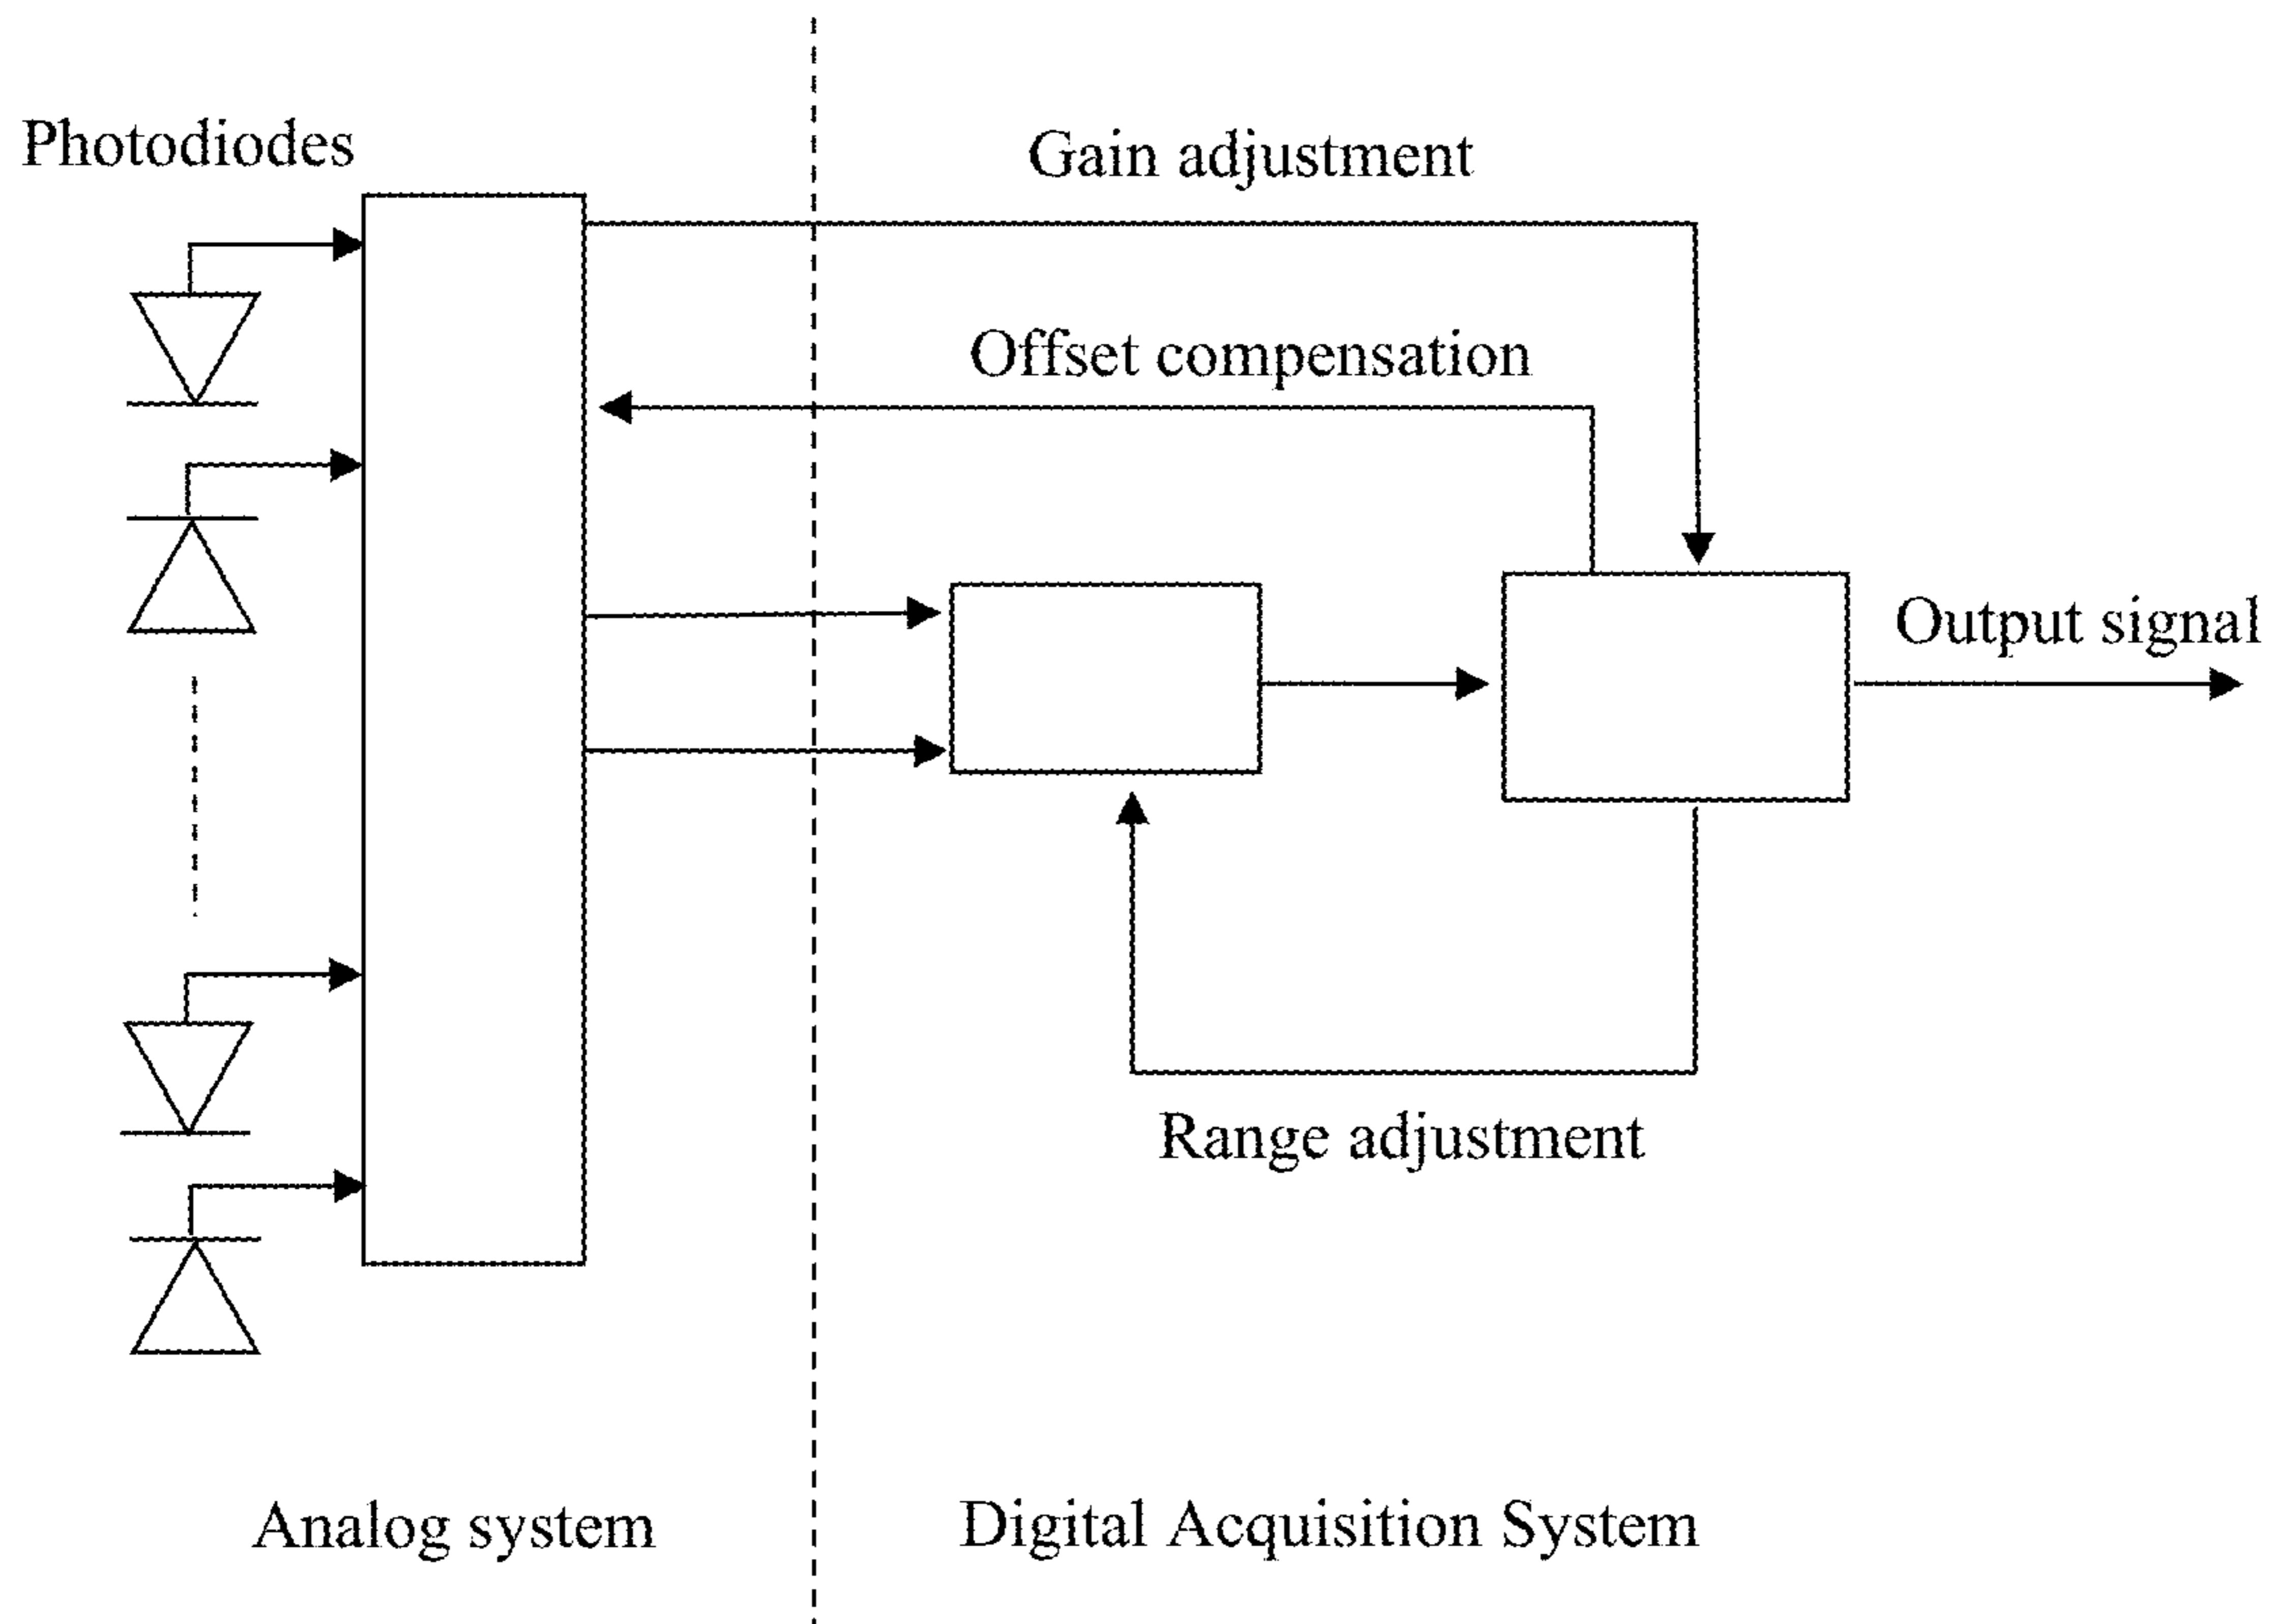 Photodiodes
Gain adjustment
Offset compensation
Output signal
Range adjustment
Analog system
Digital Acquisition System